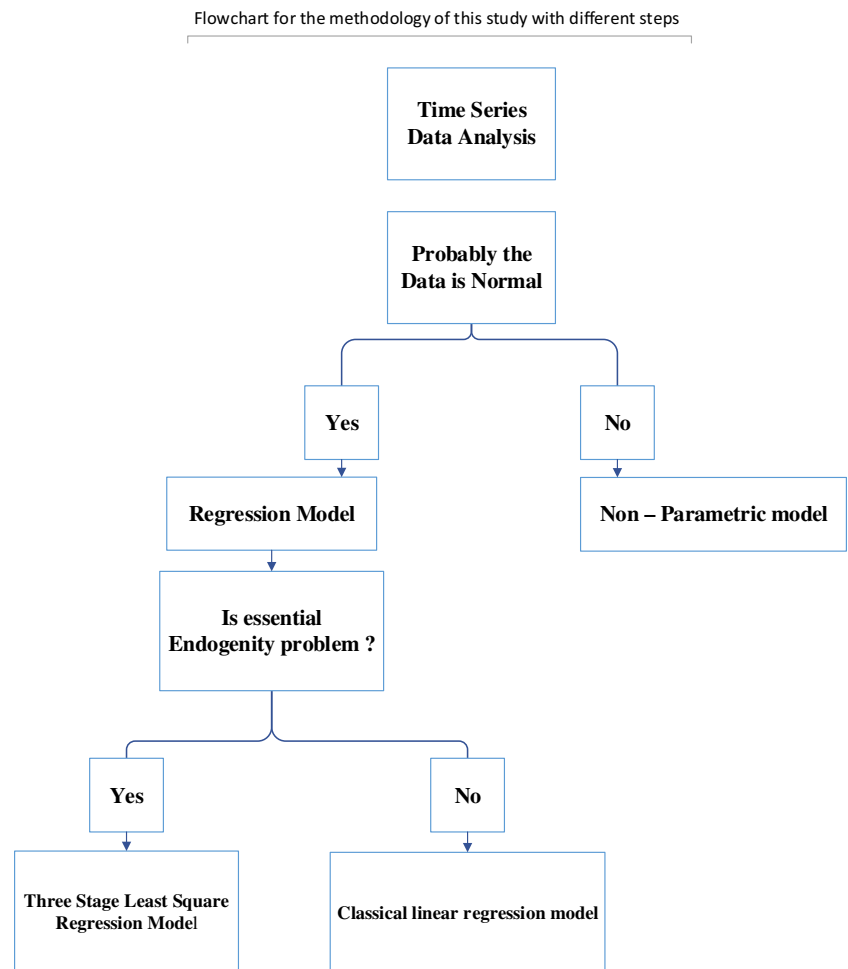 Flowchart for the methodology of this study with different steps
Time Series
Data Analysis
Probably the
Data is Normal
Yes
No
Regression Model
Non – Parametric model
Is essential
Endogenity problem ?
Yes
No
Three Stage Least Square
Regression Model
Classical linear regression model